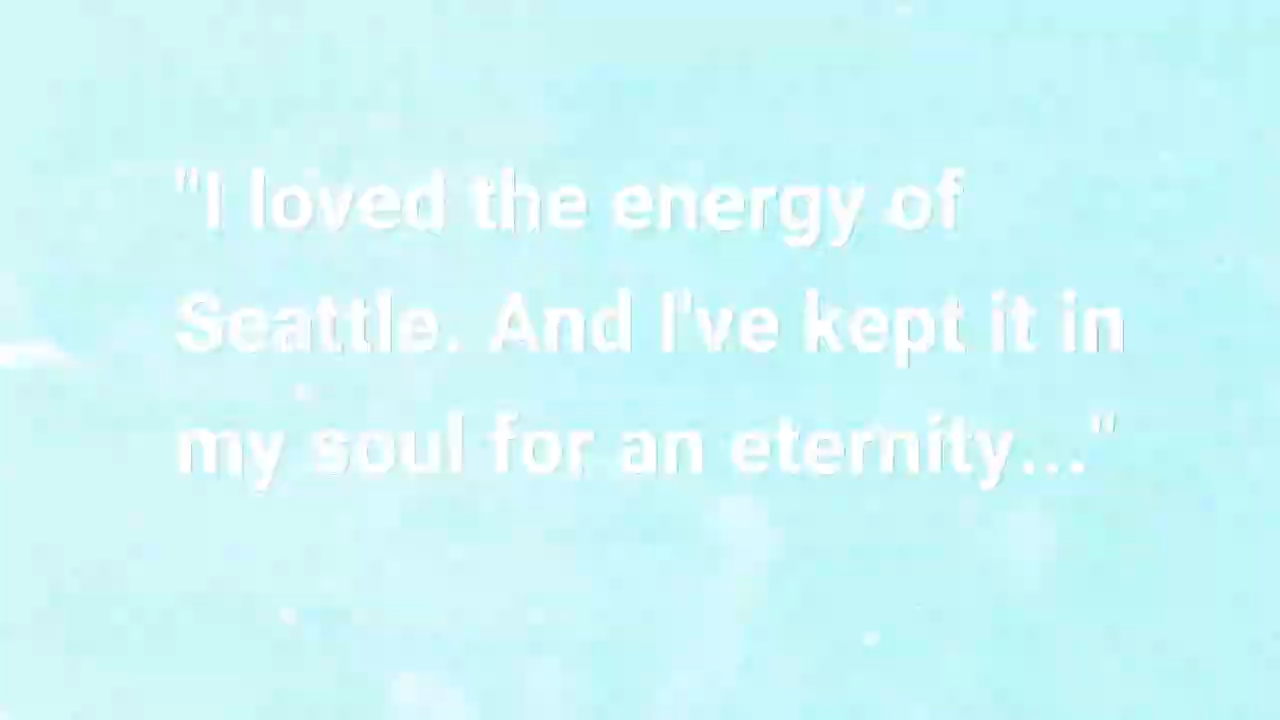 "I loved the energy of
Seattle. And I've kept it in
my soul for an eternity..."